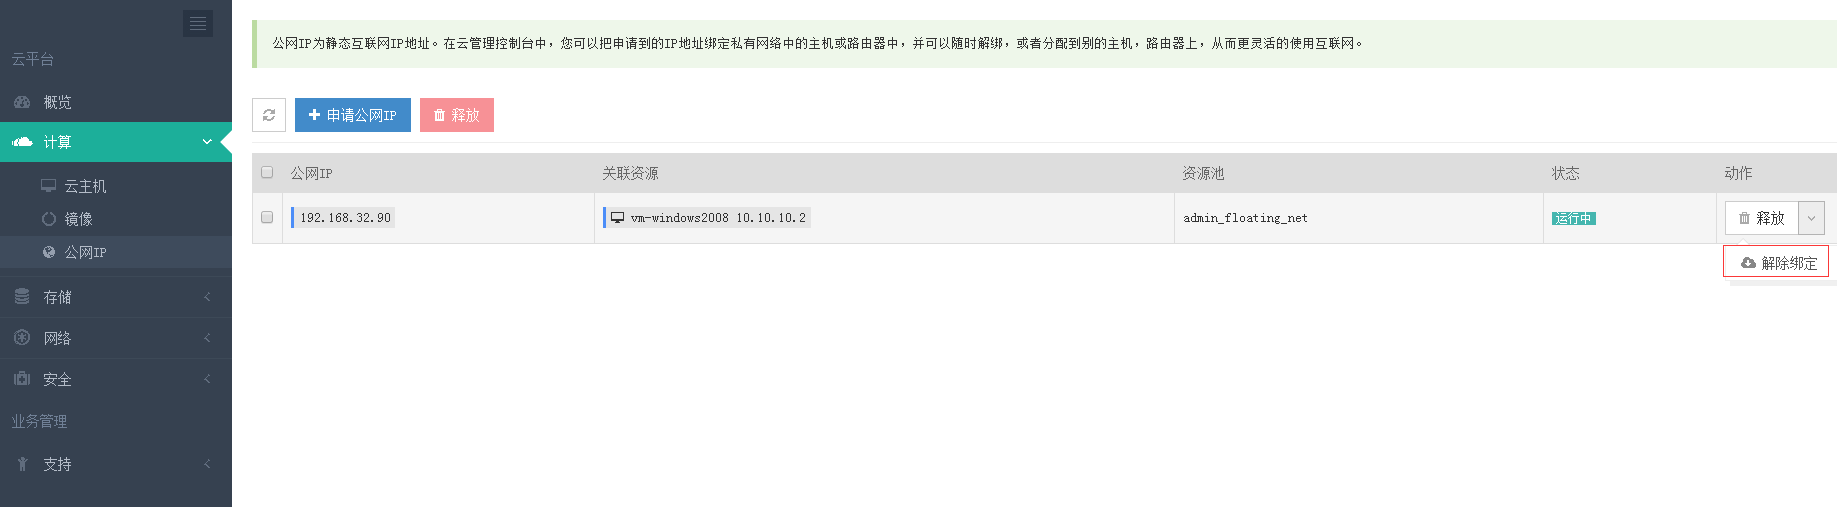 云平台
概览
计算
云主机
镜像
公网IP
存储
网络
安全
业务管理
支持
公网IP为静态互联网IP地址。在云管理控制台中，您可以把申请到的IP地址绑定私有网络中的主机或路由器中，并可以随时解绑，或者分配到别的主机，路由器上，从而更灵活的使用互联网。
申请公网IP 释放
公网IP 关联资源 资源池 状态 动作
192.168.32.90 vm-windows2008 10.10.10.2 admin_floating_net 运行中 释放
解除绑定